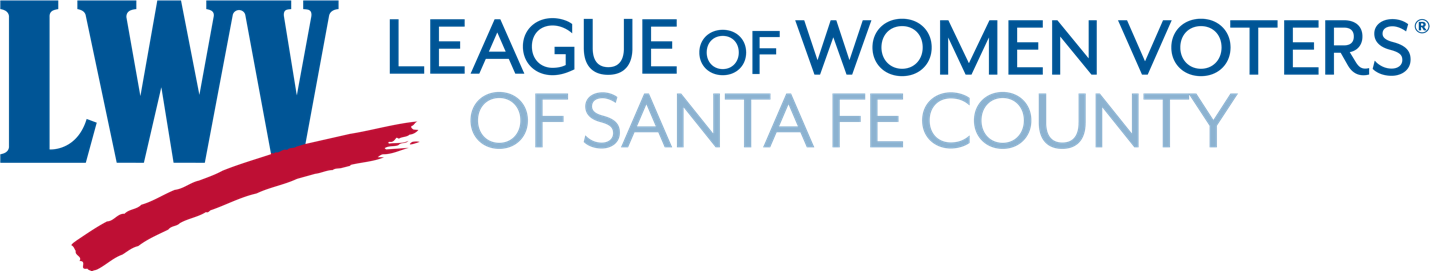 LWV
LEAGUE OF WOMEN VOTERS®
OF SANTA FE COUNTY